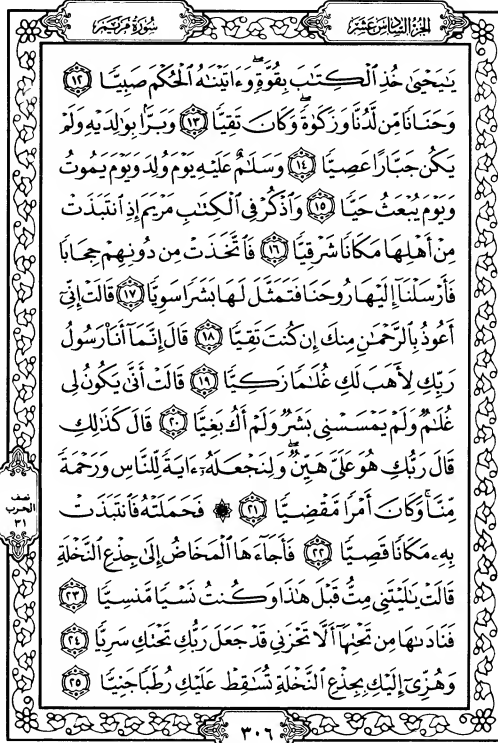 سورة مريم
الجزء السادس عشر
يَٰيَحْيَىٰ خُذِ ٱلْكِتَٰبَ بِقُوَّةٍۖ وَءَاتَيْنَٰهُ ٱلْحُكْمَ صَبِيًّا ١٢
وَحَنَانًا مِّن لَّدُنَّا وَزَكَوٰةًۖ وَكَانَ تَقِيًّا ١٣ وَبَرًّۢا بِوَٰلِدَيْهِ وَلَمْ
يَكُن جَبَّارًا عَصِيًّا ١٤ وَسَلَٰمٌ عَلَيْهِ يَوْمَ وُلِدَ وَيَوْمَ يَمُوتُ
وَيَوْمَ يُبْعَثُ حَيًّا ١٥ وَٱذْكُرْ فِى ٱلْكِتَٰبِ مَرْيَمَ إِذِ ٱنتَبَذَتْ
مِنْ أَهْلِهَا مَكَانًا شَرْقِيًّا ١٦ فَٱتَّخَذَتْ مِن دُونِهِمْ حِجَابًا
فَأَرْسَلْنَآ إِلَيْهَا رُوحَنَا فَتَمَثَّلَ لَهَا بَشَرًا سَوِيًّا ١٧ قَالَتْ إِنِّىٓ
أَعُوذُ بِٱلرَّحْمَٰنِ مِنكَ إِن كُنتَ تَقِيًّا ١٨ قَالَ إِنَّمَآ أَنَا۠ رَسُولُ
رَبِّكِ لِأَهَبَ لَكِ غُلَٰمًا زَكِيًّا ١٩ قَالَتْ أَنَّىٰ يَكُونُ لِى
غُلَٰمٌ وَلَمْ يَمْسَسْنِى بَشَرٌ وَلَمْ أَكُ بَغِيًّا ٢٠ قَالَ كَذَٰلِكِ
قَالَ رَبُّكِ هُوَ عَلَىَّ هَيِّنٌۖ وَلِنَجْعَلَهُۥٓ ءَايَةً لِّلنَّاسِ وَرَحْمَةً
مِّنَّاۚ وَكَانَ أَمْرًا مَّقْضِيًّا ٢١ ۞ فَحَمَلَتْهُ فَٱنتَبَذَتْ
بِهِۦ مَكَانًا قَصِيًّا ٢٢ فَأَجَآءَهَا ٱلْمَخَاضُ إِلَىٰ جِذْعِ ٱلنَّخْلَةِ
قَالَتْ يَٰلَيْتَنِى مِتُّ قَبْلَ هَٰذَا وَكُنتُ نَسْيًا مَّنسِيًّا ٢٣
فَنَادَىٰهَا مِن تَحْتِهَآ أَلَّا تَحْزَنِى قَدْ جَعَلَ رَبُّكِ تَحْتَكِ سَرِيًّا ٢٤
وَهُزِّىٓ إِلَيْكِ بِجِذْعِ ٱلنَّخْلَةِ تُسَٰقِطْ عَلَيْكِ رُطَبًا جَنِيًّا ٢٥
نصف
الحزب
٣١
٣٠٦